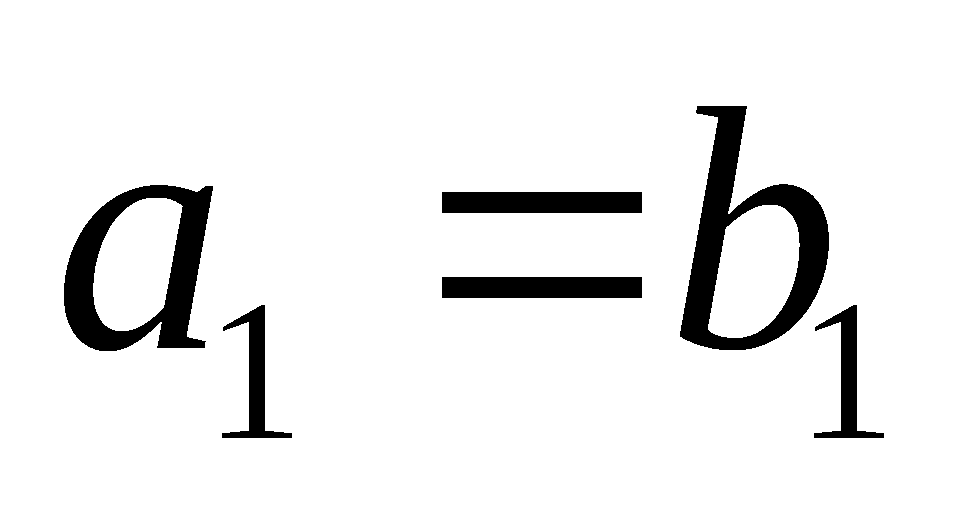 a₁ = b₁